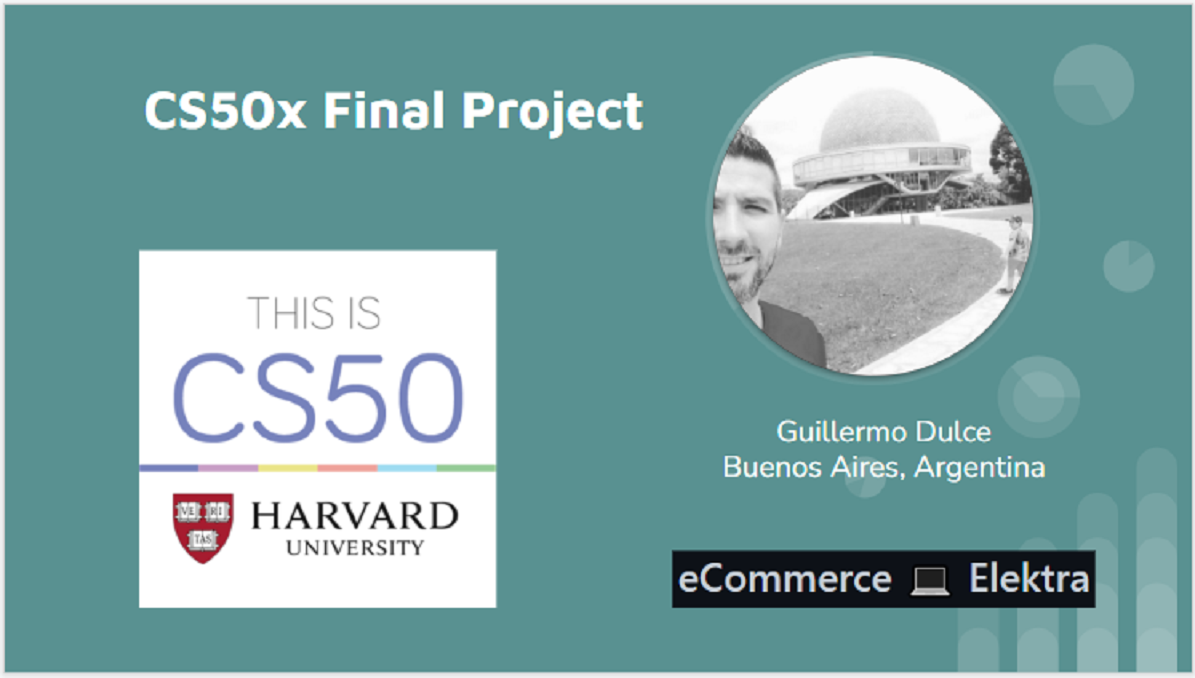 CS50x Final Project
THIS IS
CS50
VE RI
TAS
HARVARD
UNIVERSITY
Guillermo Dulce
Buenos Aires, Argentina
eCommerce 💻 Elektra